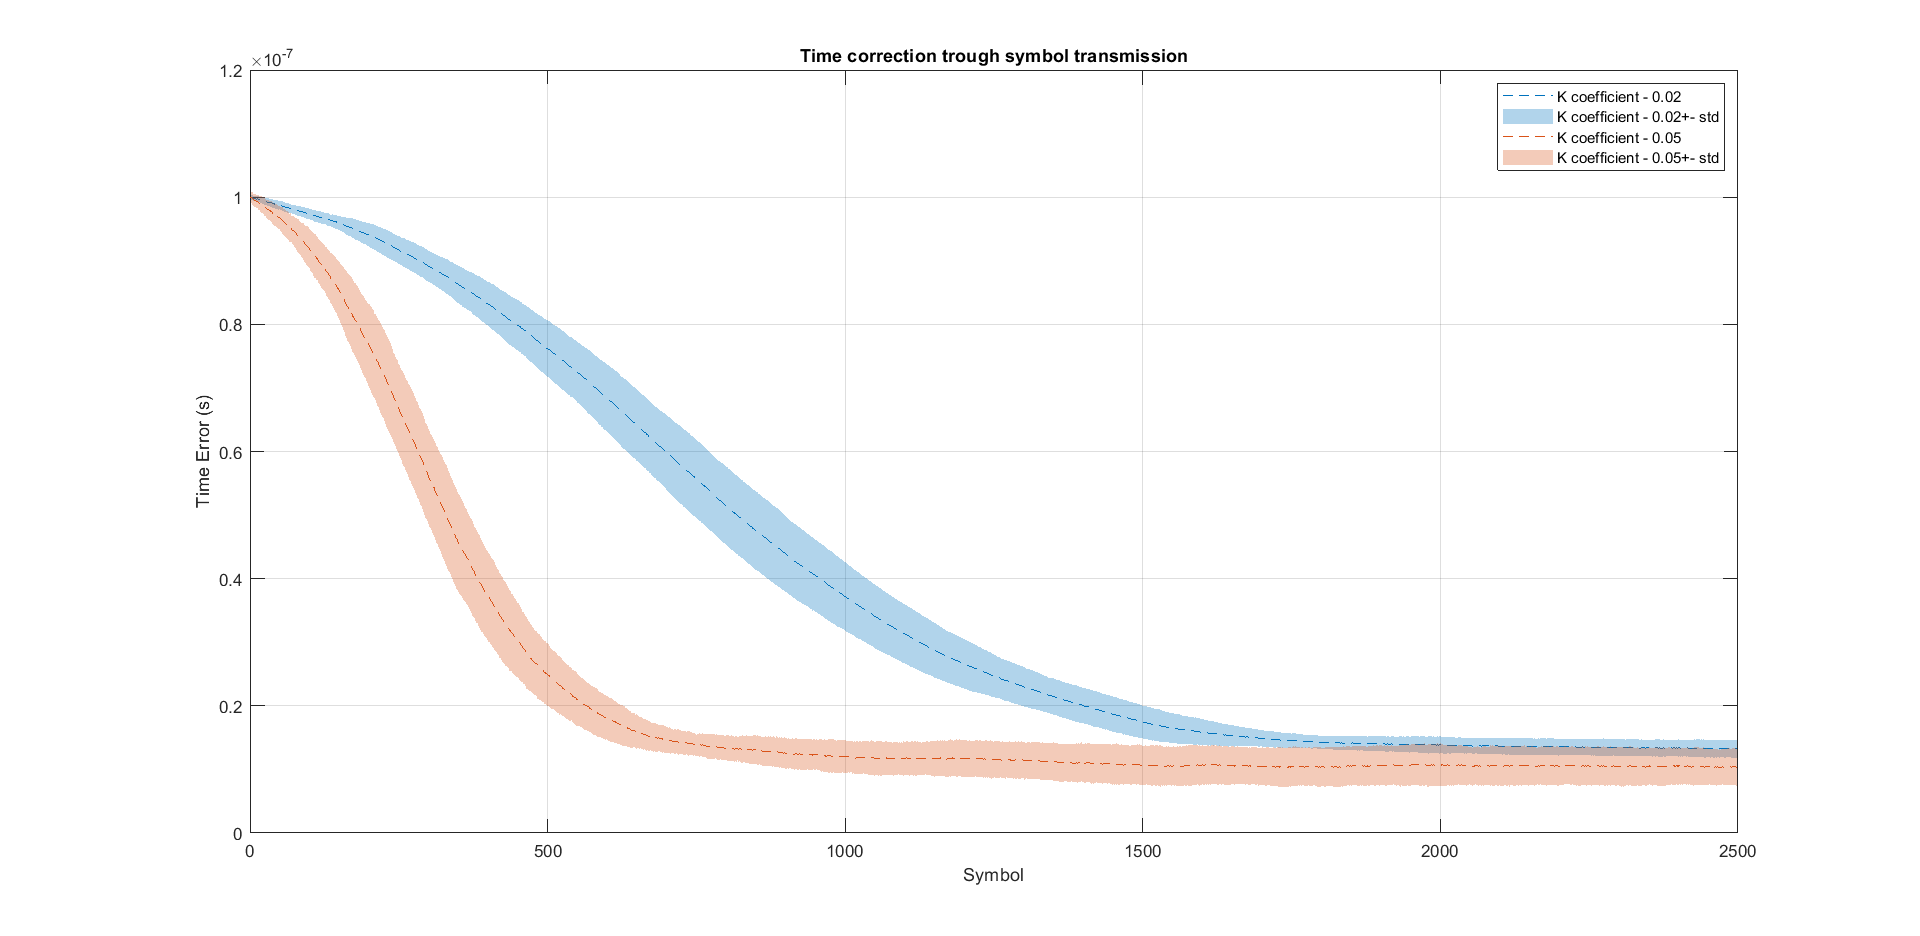 Time correction trough symbol transmission
×10-7
1.2
1
0.8
0.6
0.4
0.2
0
Time Error (s)
0 500 1000 1500 2000 2500
Symbol
K coefficient - 0.02
K coefficient - 0.02+- std
K coefficient - 0.05
K coefficient - 0.05+- std